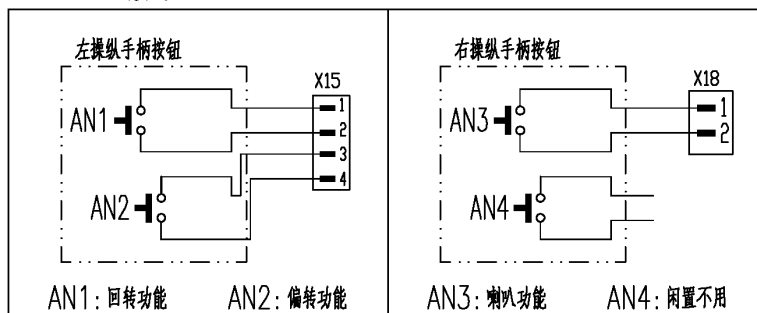 左操纵手柄按钮
X15
AN1
1
2
3
4
AN2
AN1：回转功能
AN2：偏转功能
右操纵手柄按钮
X18
AN3
1
2
AN4
AN3：喇叭功能
AN4：闲置不用